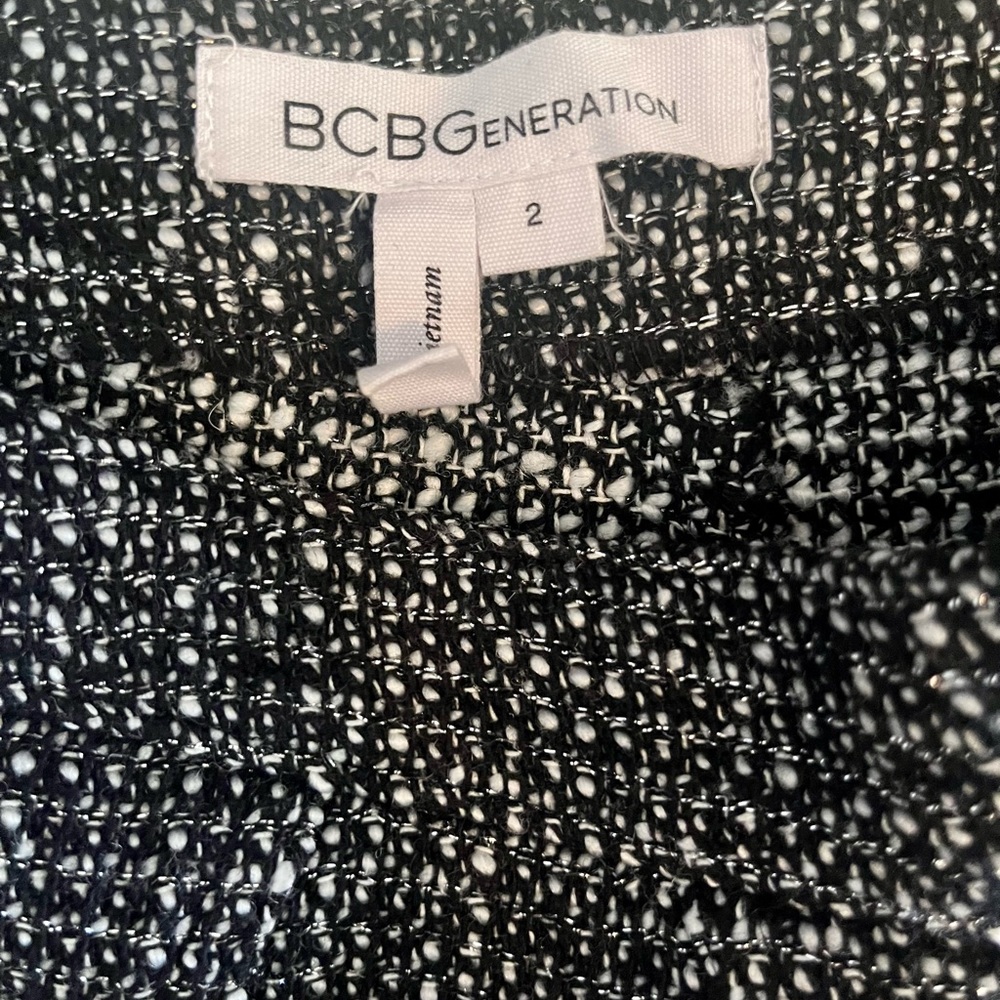 BCBGENERATION
2
ietnam